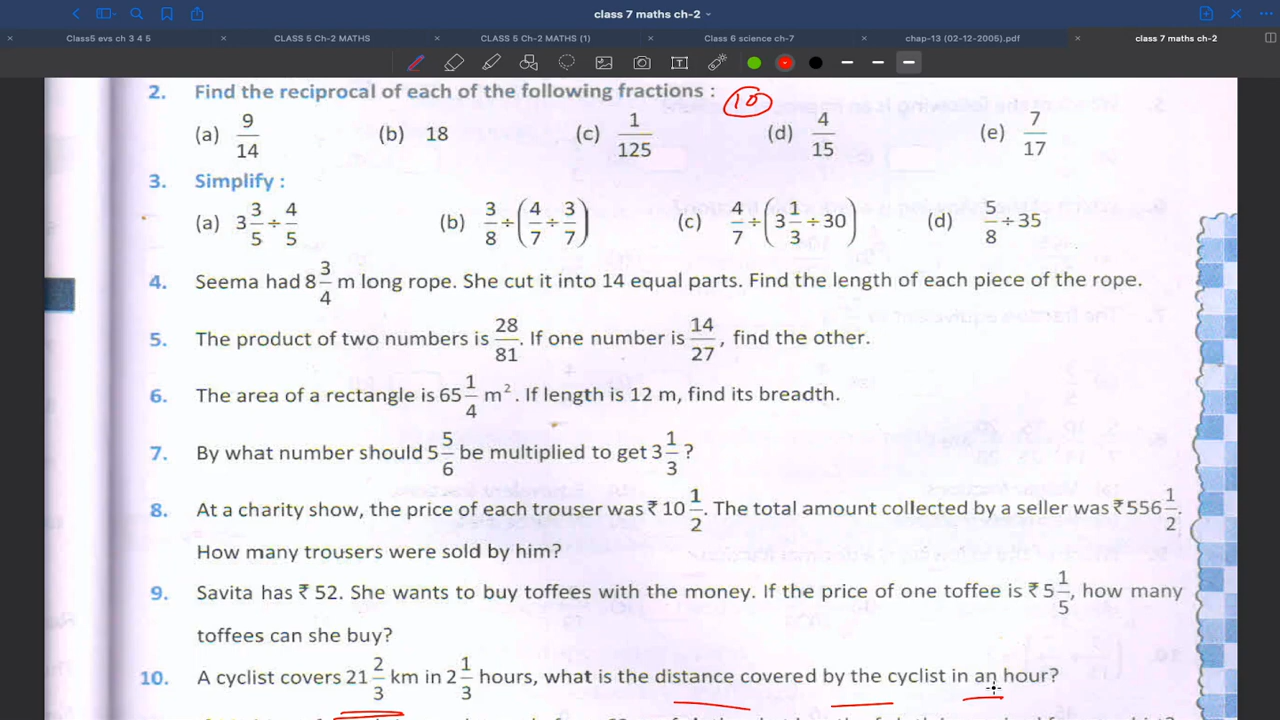 class 7 maths ch-2
Class5 evs ch 3 4 5
CLASS 5 Ch-2 MATHS
CLASS 5 Ch-2 MATHS (1)
Class 6 science ch-7
chap-13 (02-12-2005).pdf
class 7 maths ch-2
2. Find the reciprocal of each of the following fractions : 10
(a) 9/14 (b) 18 (c) 1/125 (d) 4/15 (e) 7/17
3. Simplify :
(a) 3 3/5 ÷ 4/5 (b) 3/8 ÷ (4/7 ÷ 3/7) (c) 4/7 ÷ (3 1/3 ÷ 30) (d) 5/8 ÷ 35
4. Seema had 8 3/4 m long rope. She cut it into 14 equal parts. Find the length of each piece of the rope.
5. The product of two numbers is 28/81. If one number is 14/27, find the other.
6. The area of a rectangle is 65 1/4 m². If length is 12 m, find its breadth.
7. By what number should 5 5/6 be multiplied to get 3 1/3 ?
8. At a charity show, the price of each trouser was ₹ 10 1/2. The total amount collected by a seller was ₹ 556 1/2.
How many trousers were sold by him?
9. Savita has ₹ 52. She wants to buy toffees with the money. If the price of one toffee is ₹ 5 1/5, how many
toffees can she buy?
10. A cyclist covers 21 2/3 km in 2 1/3 hours, what is the distance covered by the cyclist in an hour?